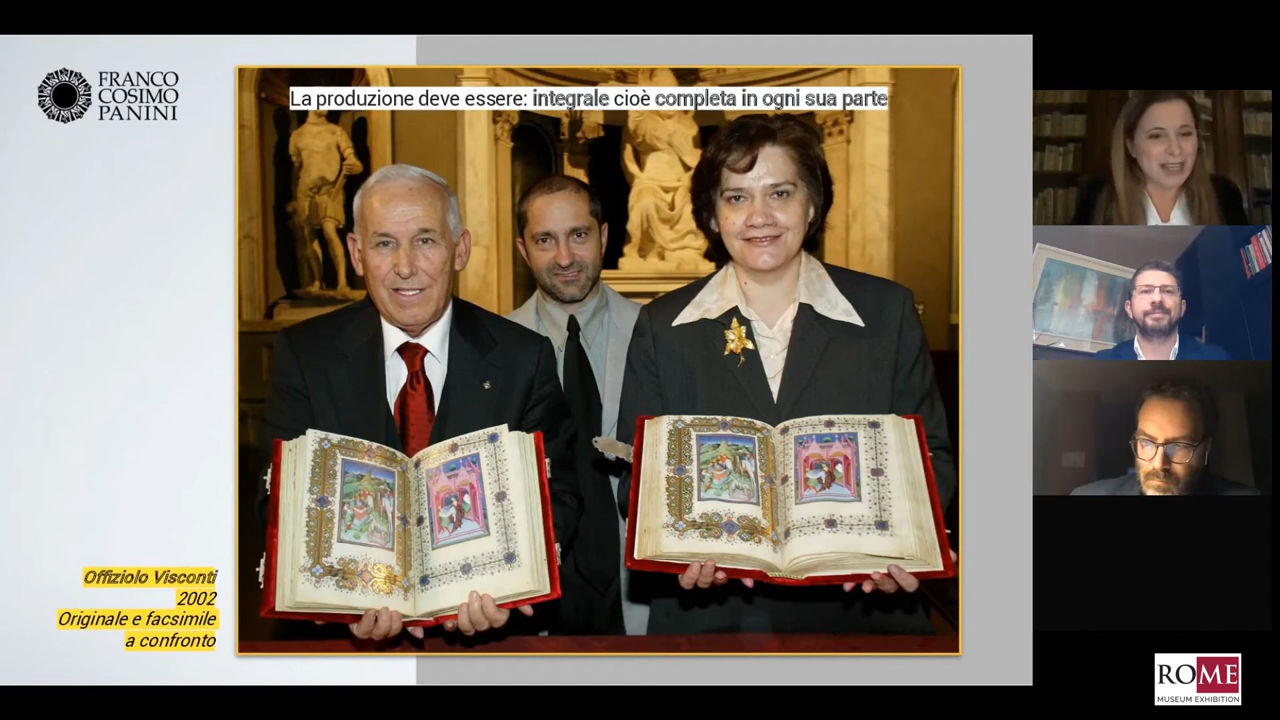 FRANCO
COSIMO
PANINI
La produzione deve essere: integrale cioè completa in ogni sua parte
Offiziolo Visconti
2002
Originale e facsimile
a confronto
ROME
MUSEUM EXHIBITION